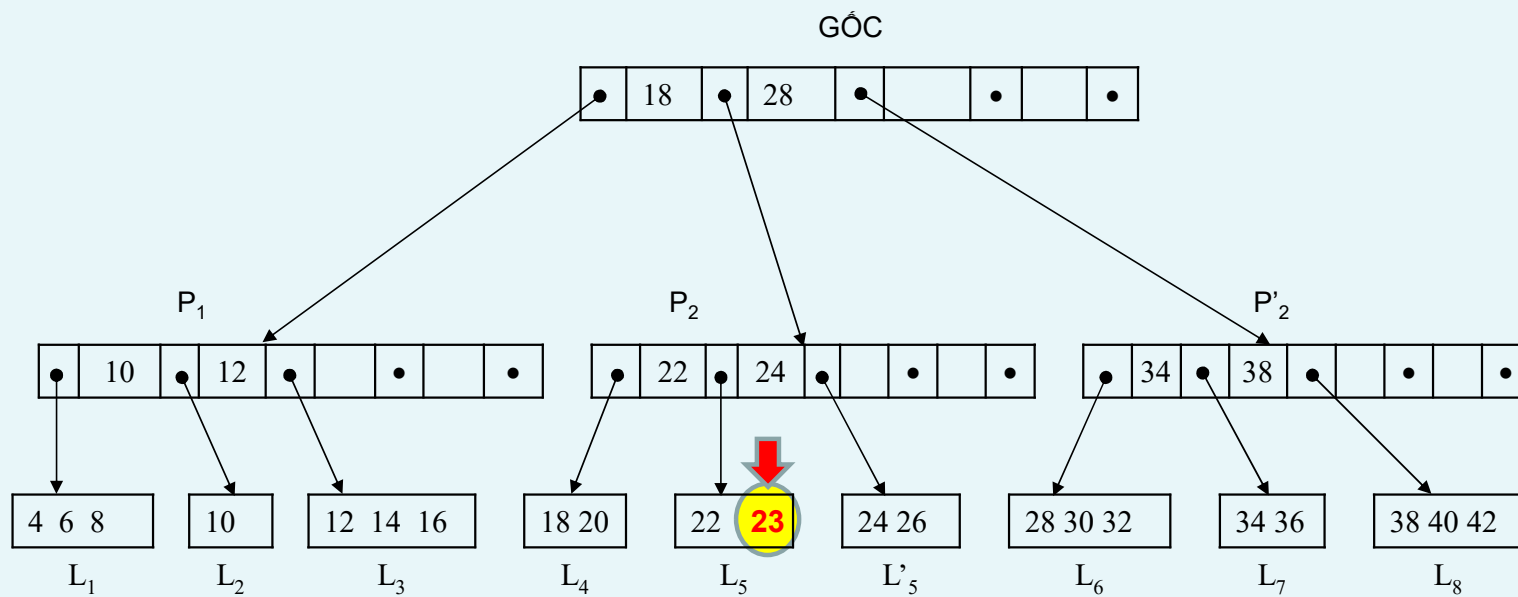 GỐC
18 28
P₁ P₂ P’₂
10 12 22 24 34 38
4 6 8 10 12 14 16 18 20 22 23 24 26 28 30 32 34 36 38 40 42
L₁ L₂ L₃ L₄ L₅ L’₅ L₆ L₇ L₈